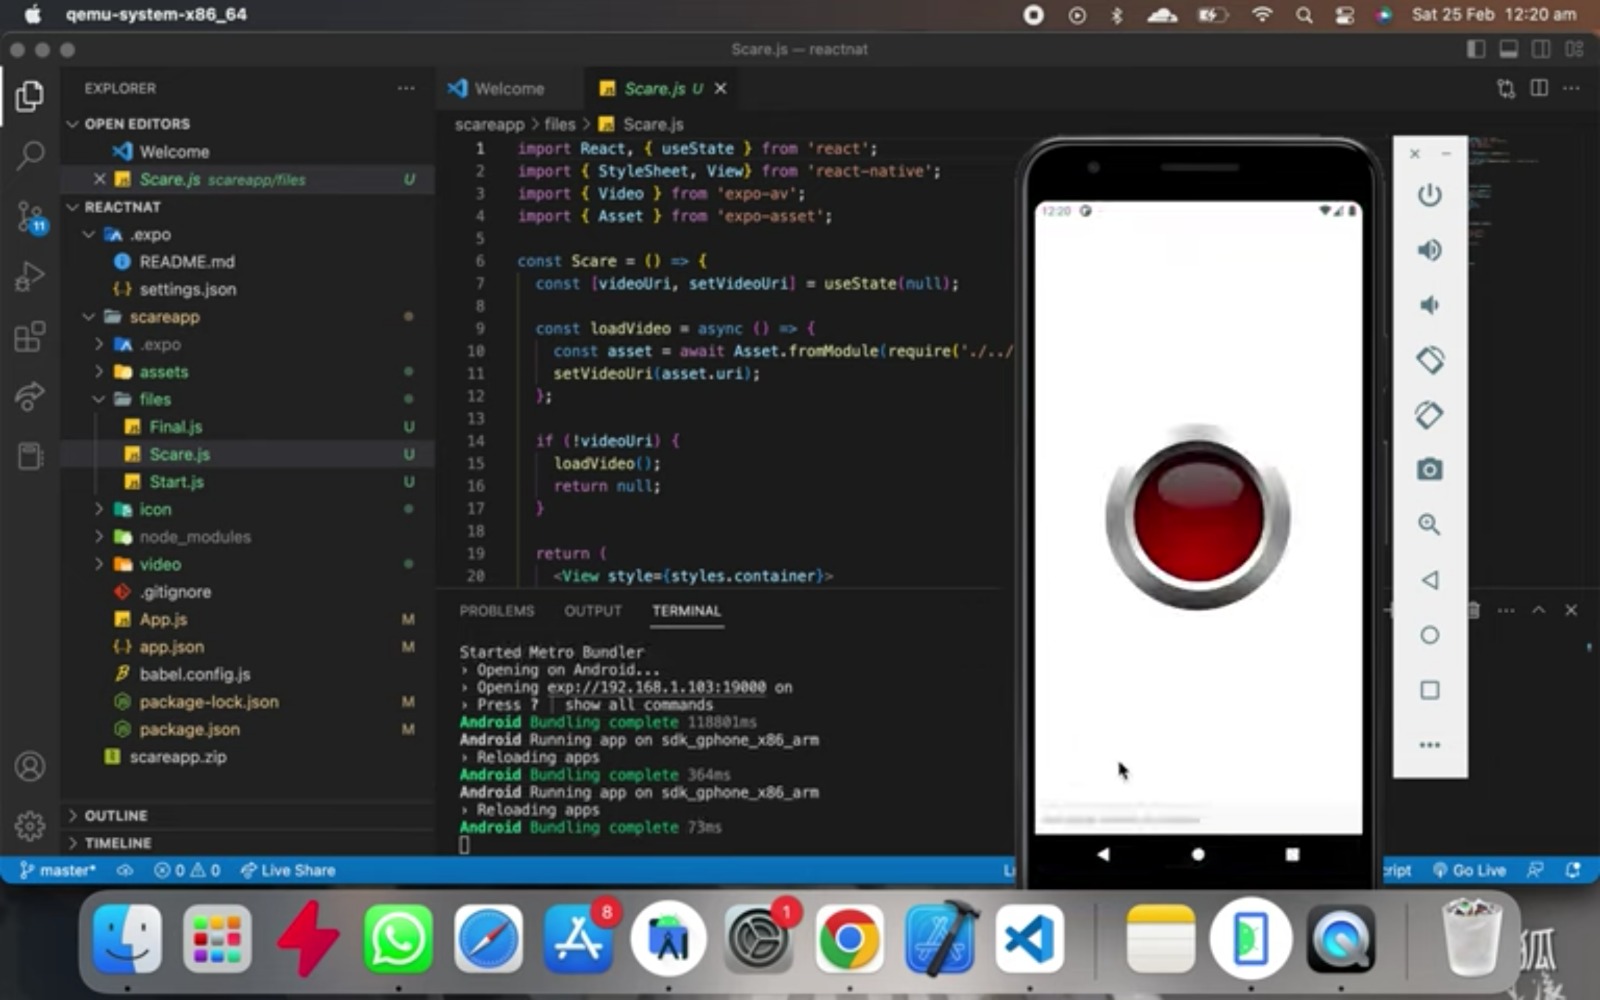 qemu-system-x86_64
Sat 25 Feb 12:20 am
Scare.js — reactnat
EXPLORER
OPEN EDITORS
Welcome
Scare.js scareapp/files U
REACTNAT
.expo
README.md
settings.json
scareapp
.expo
assets
files
Final.js U
Scare.js U
Start.js U
icon
node_modules
video
.gitignore
App.js M
app.json M
babel.config.js
package-lock.json M
package.json M
scareapp.zip
OUTLINE
TIMELINE
11
Welcome
Scare.js U
scareapp > files > Scare.js
1 import React, { useState } from 'react';
2 import { StyleSheet, View} from 'react-native';
3 import { Video } from 'expo-av';
4 import { Asset } from 'expo-asset';
5
6 const Scare = () => {
7 const [videoUri, setVideoUri] = useState(null);
8
9 const loadVideo = async () => {
10 const asset = await Asset.fromModule(require('./../
11 setVideoUri(asset.uri);
12 };
13
14 if (!videoUri) {
15 loadVideo();
16 return null;
17 }
18
19 return (
20 <View style={styles.container}>
PROBLEMS OUTPUT TERMINAL
Started Metro Bundler
› Opening on Android...
› Opening exp://192.168.1.103:19000 on
› Press ? | show all commands
Android Bundling complete 118801ms
Android Running app on sdk_gphone_x86_arm
› Reloading apps
Android Bundling complete 364ms
Android Running app on sdk_gphone_x86_arm
› Reloading apps
Android Bundling complete 73ms
12:20
master* 0 0 Live Share
Go Live
8
1
狐